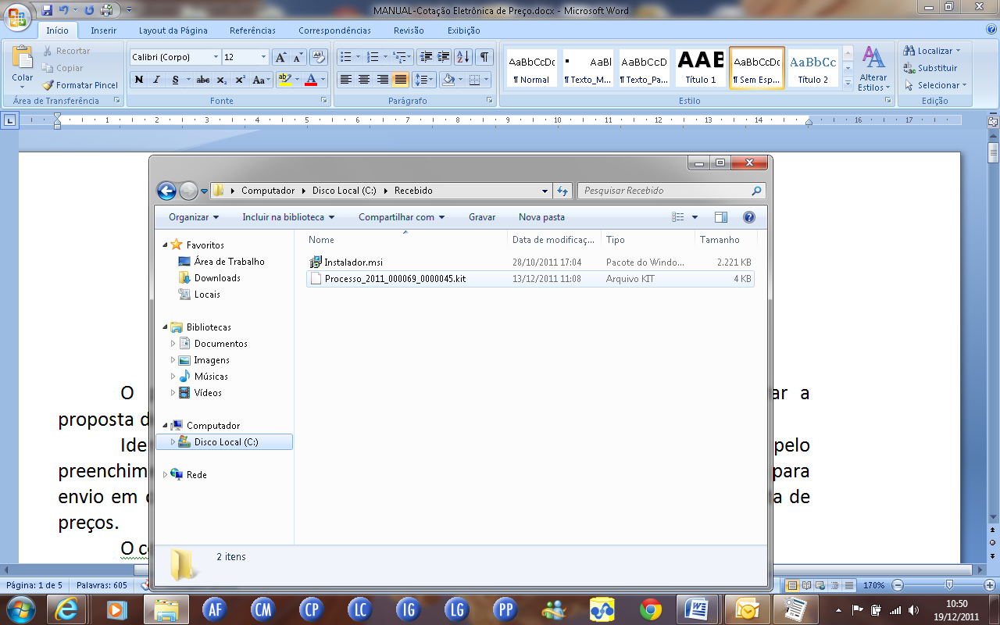 MANUAL-Cotação Eletrônica de Preço.docx - Microsoft Word
Início Inserir Layout da Página Referências Correspondências Revisão Exibição
Colar
Recortar
Copiar
Formatar Pincel
Área de Transferência
Calibri (Corpo) 12
N I S abc x₂ x² Aa
ab A
Fonte
Parágrafo
AaBbCcDc AaBl AaBbCcD AAE AaBbCcDc AaBbCc
¶ Normal ¶ Texto_M... ¶ Texto_Pa... Título 1 ¶ Sem Esp... Título 2
Alterar
Estilos
Estilo
Localizar
Substituir
Selecionar
Edição
1 2 3 4 5 6 7 8 9 10 11 12 13 14 16 17
Computador Disco Local (C:) Recebido
Pesquisar Recebido
Organizar Incluir na biblioteca Compartilhar com Gravar Nova pasta
Nome Data de modificaç... Tipo Tamanho
Instalador.msi 28/10/2011 17:04 Pacote do Windo... 2.221 KB
Processo_2011_000069_0000045.kit 13/12/2011 11:08 Arquivo KIT 4 KB
Favoritos
Área de Trabalho
Downloads
Locais
Bibliotecas
Documentos
Imagens
Músicas
Vídeos
Computador
Disco Local (C:)
Rede
2 itens
O ar a
proposta d
Ide pelo
preenchim para
envio em a de
preços.
O c
Página: 1 de 5 Palavras: 605 170%
AF CM CP LC IG LG PP
10:50
19/12/2011